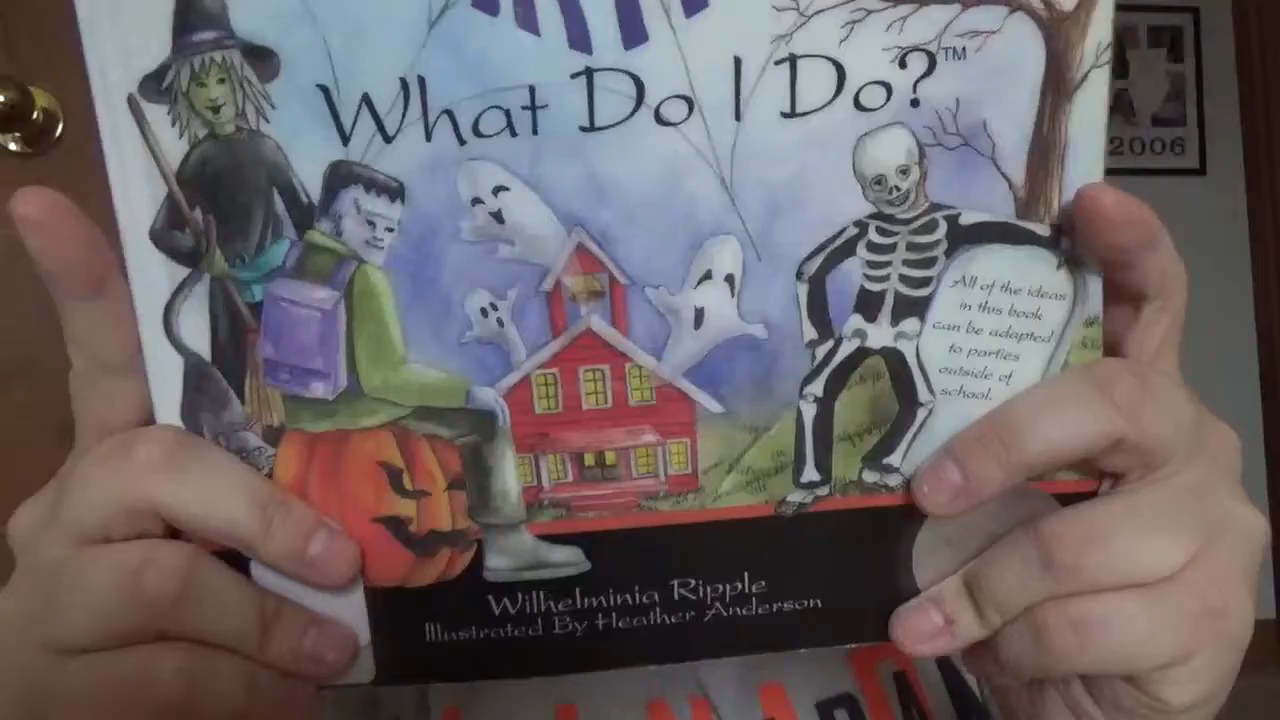 What Do I Do?™
2006
All of the ideas
in this book
can be adapted
to parties
outside of
school.
Wilhelminia Ripple
Illustrated By Heather Anderson